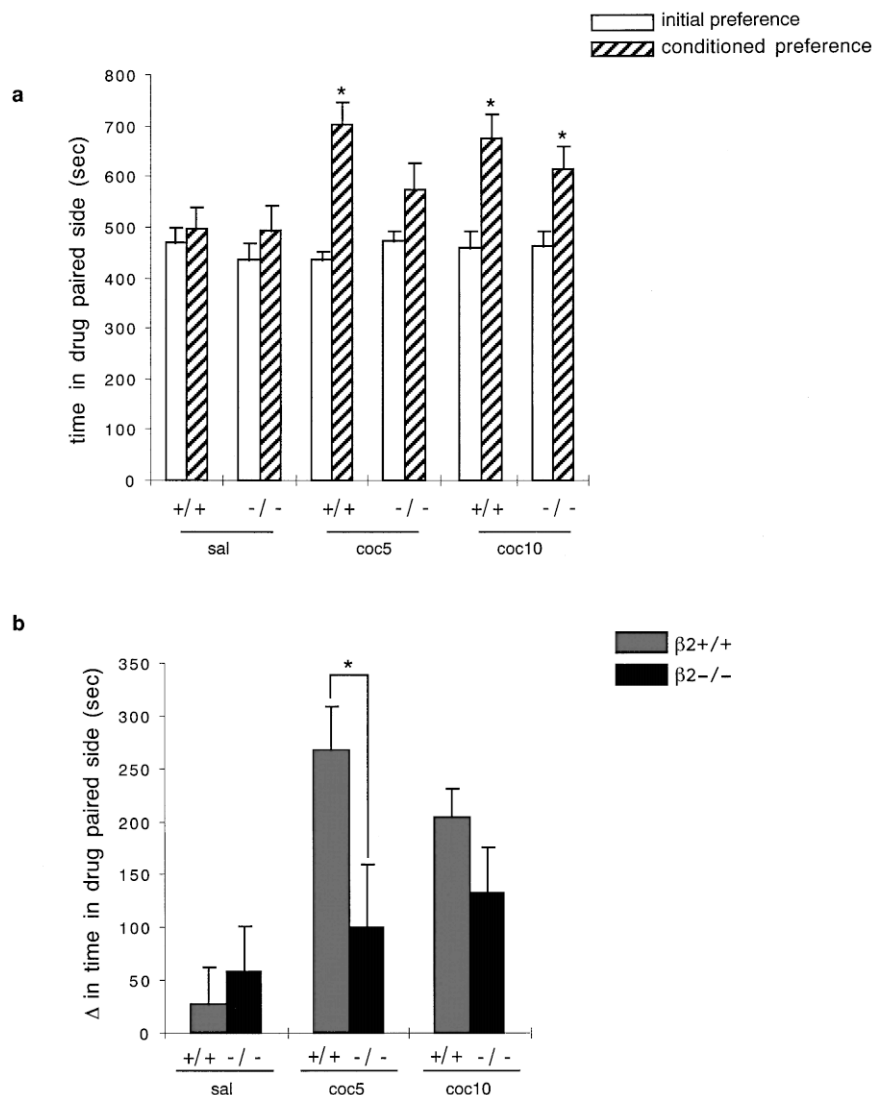 initial preference
conditioned preference
a
time in drug paired side (sec)
800
700
600
500
400
300
200
100
0
* * *
+/+ -/- +/+ -/- +/+ -/-
sal coc5 coc10
b
β2+/+
β2-/-
Δ in time in drug paired side (sec)
350
300
250
200
150
100
50
0
*
+/+ -/- +/+ -/- +/+ -/-
sal coc5 coc10